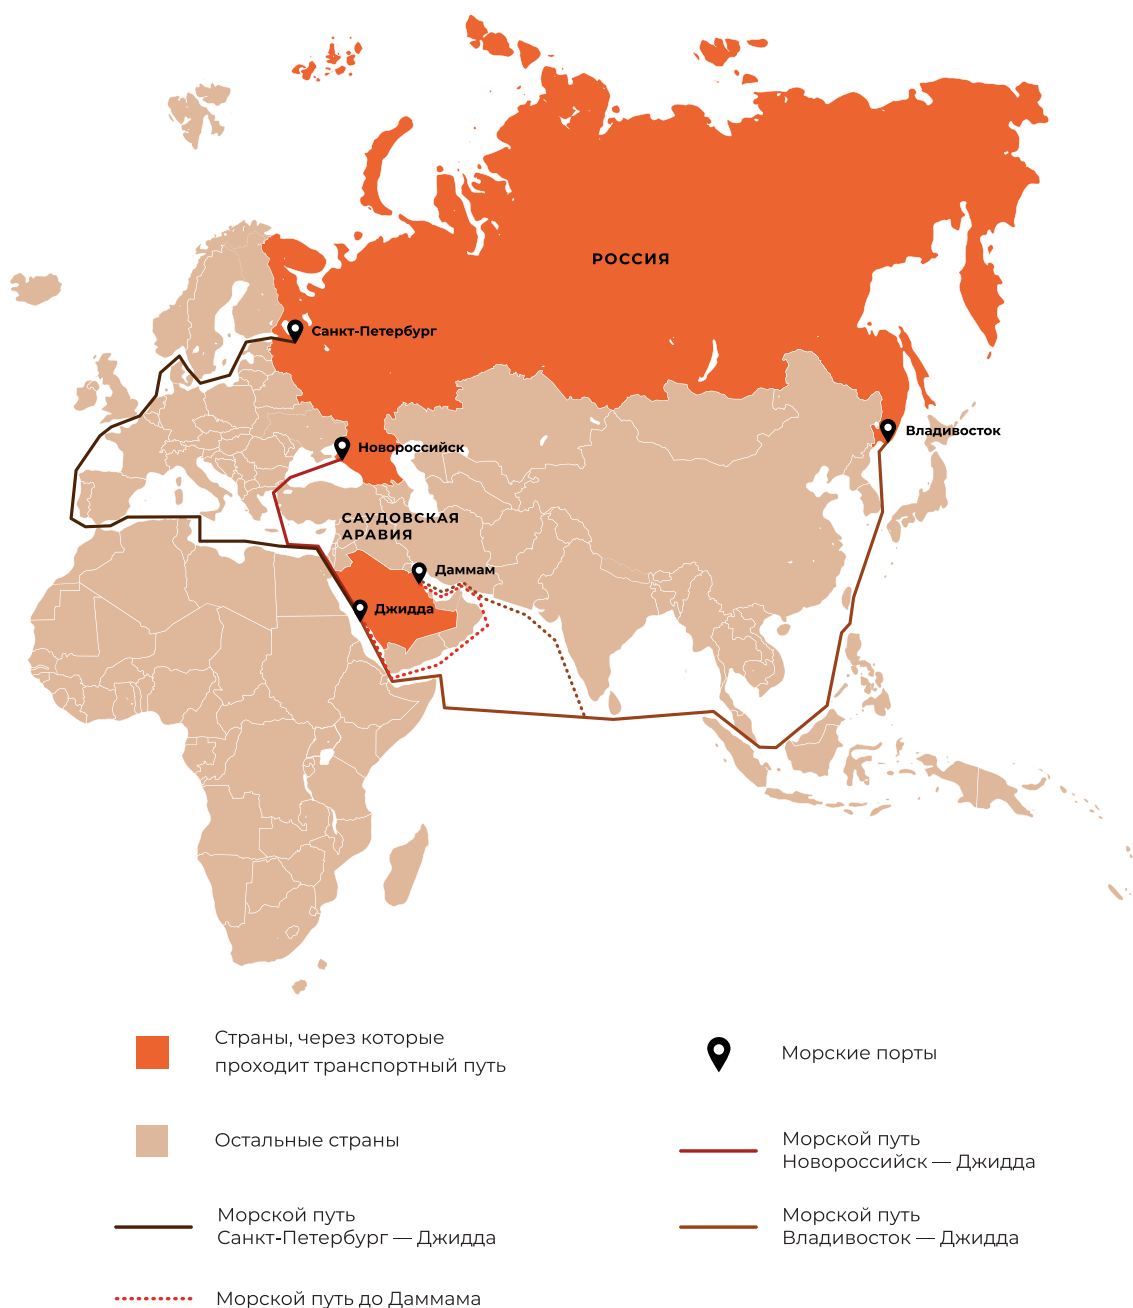 РОССИЯ
Санкт-Петербург
Владивосток
Новороссийск
САУДОВСКАЯ
АРАВИЯ
Даммам
Джидда
Страны, через которые
проходит транспортный путь
Морские порты
Остальные страны
Морской путь
Новороссийск — Джидда
Морской путь
Санкт-Петербург — Джидда
Морской путь
Владивосток — Джидда
Морской путь до Даммама